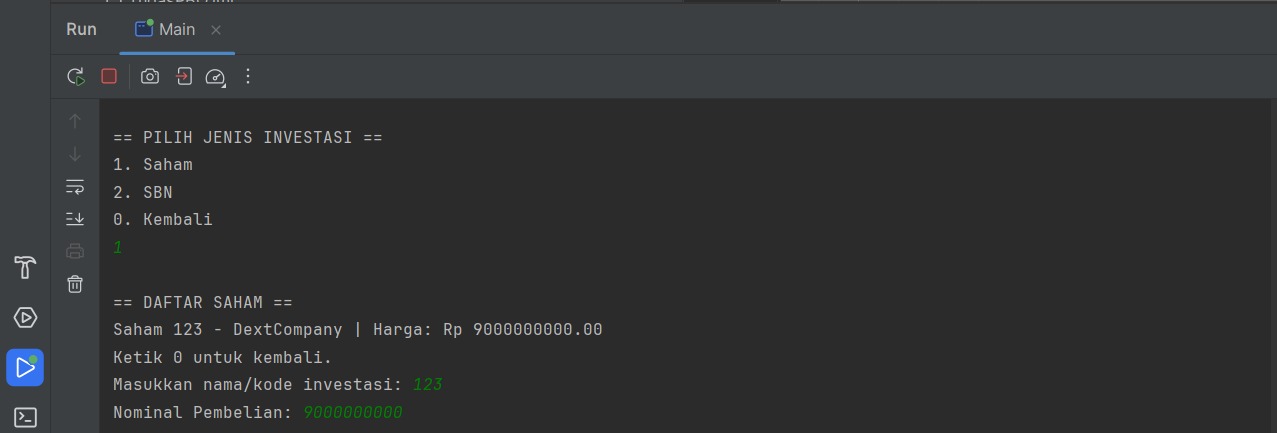 Run Main
== PILIH JENIS INVESTASI ==
1. Saham
2. SBN
0. Kembali
1
== DAFTAR SAHAM ==
Saham 123 - DextCompany | Harga: Rp 9000000000.00
Ketik 0 untuk kembali.
Masukkan nama/kode investasi: 123
Nominal Pembelian: 9000000000